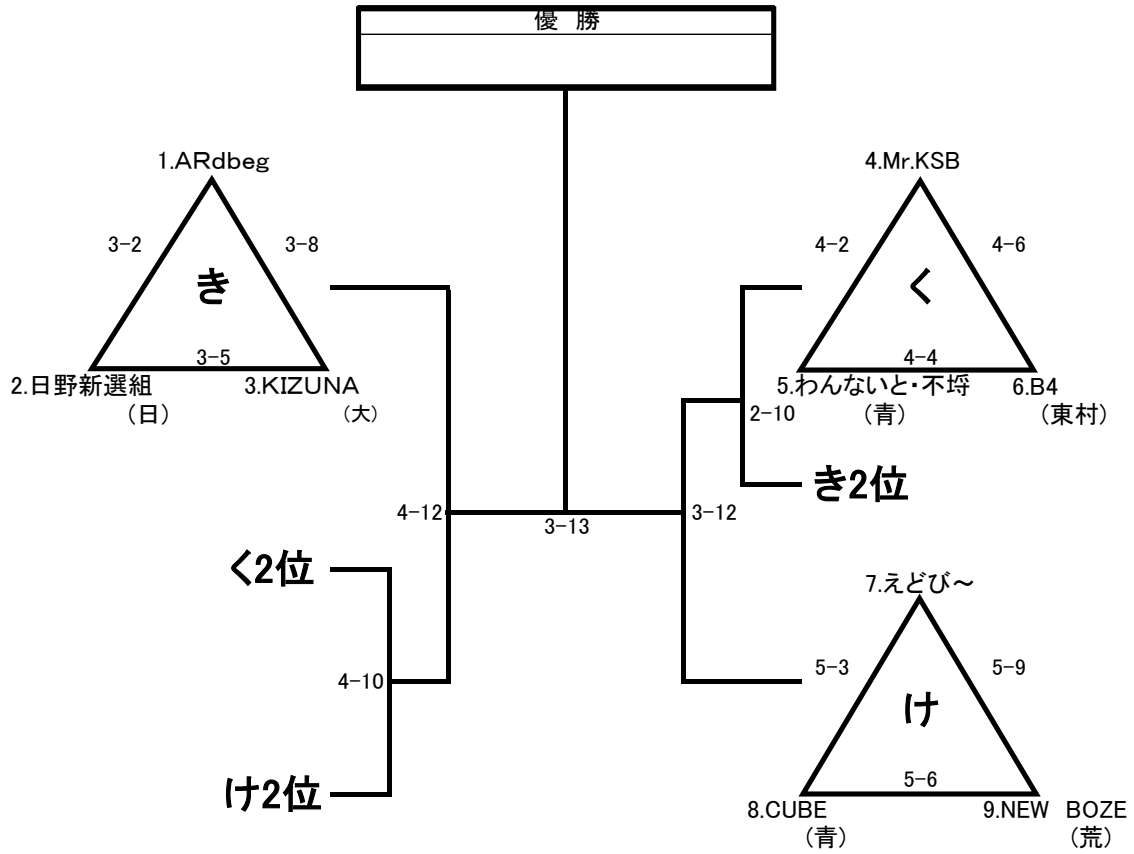 優 勝
1.ARdbeg
4.Mr.KSB
3-2
3-8
4-2
4-6
き
く
3-5
4-4
2.日野新選組
3.KIZUNA
5.わんないと・不埒
6.B4
(日)
(大)
(青)
(東村)
2-10
き2位
4-12
3-13
3-12
く2位
7.えどび～
5-3
5-9
4-10
け
け2位
5-6
8.CUBE
9.NEW BOZE
(青)
(荒)